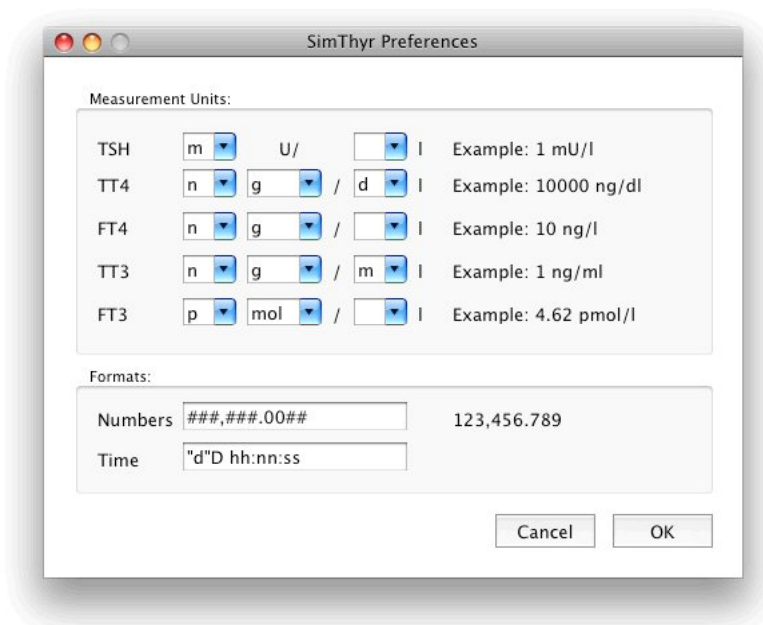 SimThyr Preferences
Measurement Units:
TSH m U/ l Example: 1 mU/l
TT4 n g / d l Example: 10000 ng/dl
FT4 n g / l Example: 10 ng/l
TT3 n g / m l Example: 1 ng/ml
FT3 p mol / l Example: 4.62 pmol/l
Formats:
Numbers ###,###.00## 123,456.789
Time "d"D hh:nn:ss
Cancel OK